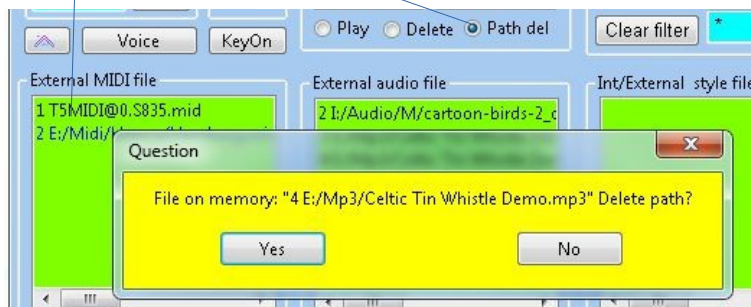 Play Delete Path del
Clear filter *
Voice KeyOn
External MIDI file
External audio file
Int/External style file
1 T5MIDI@0.S835.mid
2 I:/Audio/M/cartoon-birds-2_c
2 E:/Midi/
Question
File on memory: "4 E:/Mp3/Celtic Tin Whistle Demo.mp3" Delete path?
Yes No